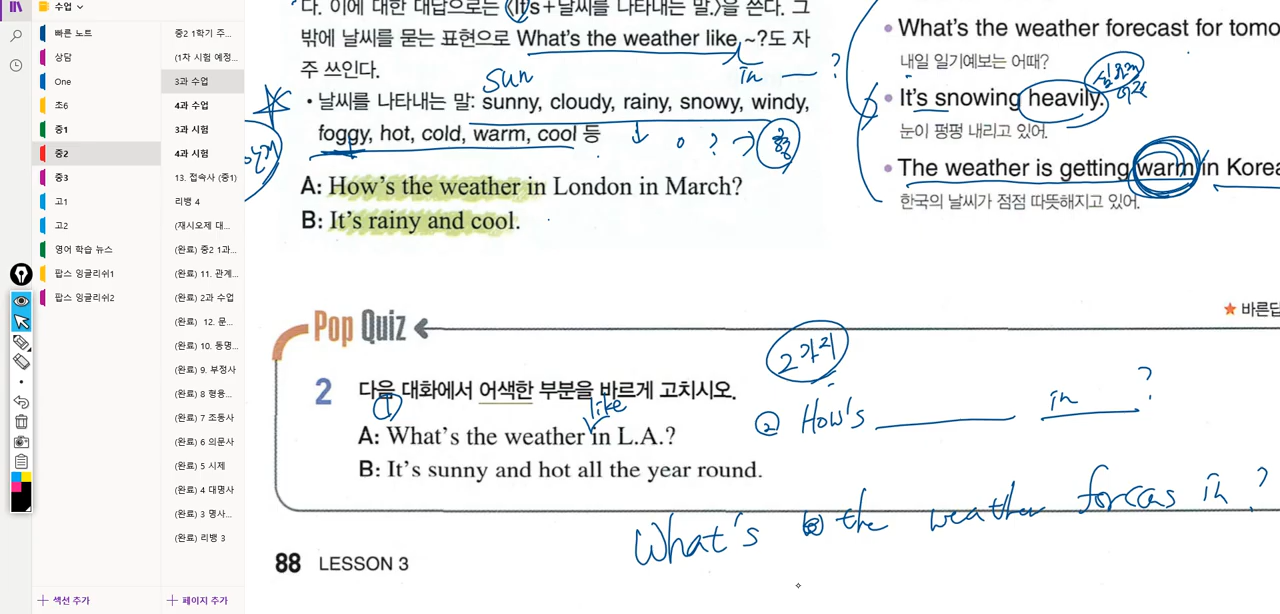 수업
빠른 노트
상담
One
초6
중1
중2
중3
고1
고2
영어 학습 뉴스
팝스 잉글리쉬1
팝스 잉글리쉬2
섹션 추가
중2 1학기 주...
(1차 시험 예정...
3과 수업
4과 수업
3과 시험
4과 시험
13. 접속사 (중1)
리뱅 4
(재시오제 대...
(완료) 중2 1과...
(완료) 11. 관계...
(완료) 2과 수업
(완료) 12. 문...
(완료) 10. 동명...
(완료) 9. 부정사
(완료) 8 형용...
(완료) 7 조동사
(완료) 6 의문사
(완료) 5 시제
(완료) 4 대명사
(완료) 3 명사...
(완료) 리뱅 3
페이지 추가
다. 이에 대한 대답으로는 〈It's+날씨를 나타내는 말.〉을 쓴다. 그
밖에 날씨를 묻는 표현으로 What's the weather like ~?도 자
주 쓰인다.
in ?
sun
• 날씨를 나타내는 말: sunny, cloudy, rainy, snowy, windy,
foggy, hot, cold, warm, cool 등
A: How's the weather in London in March?
B: It's rainy and cool.
• What's the weather forecast for tomo
내일 일기예보는 어때?
• It's snowing heavily.
눈이 펑펑 내리고 있어.
• The weather is getting warm in Korea
한국의 날씨가 점점 따뜻해지고 있어.
Pop Quiz
★ 바른답
2 다음 대화에서 어색한 부분을 바르게 고치시오.
2가지
① like
A: What's the weather in L.A.?
B: It's sunny and hot all the year round.
② How's in ?
What's the weather forcas in ?
88 LESSON 3